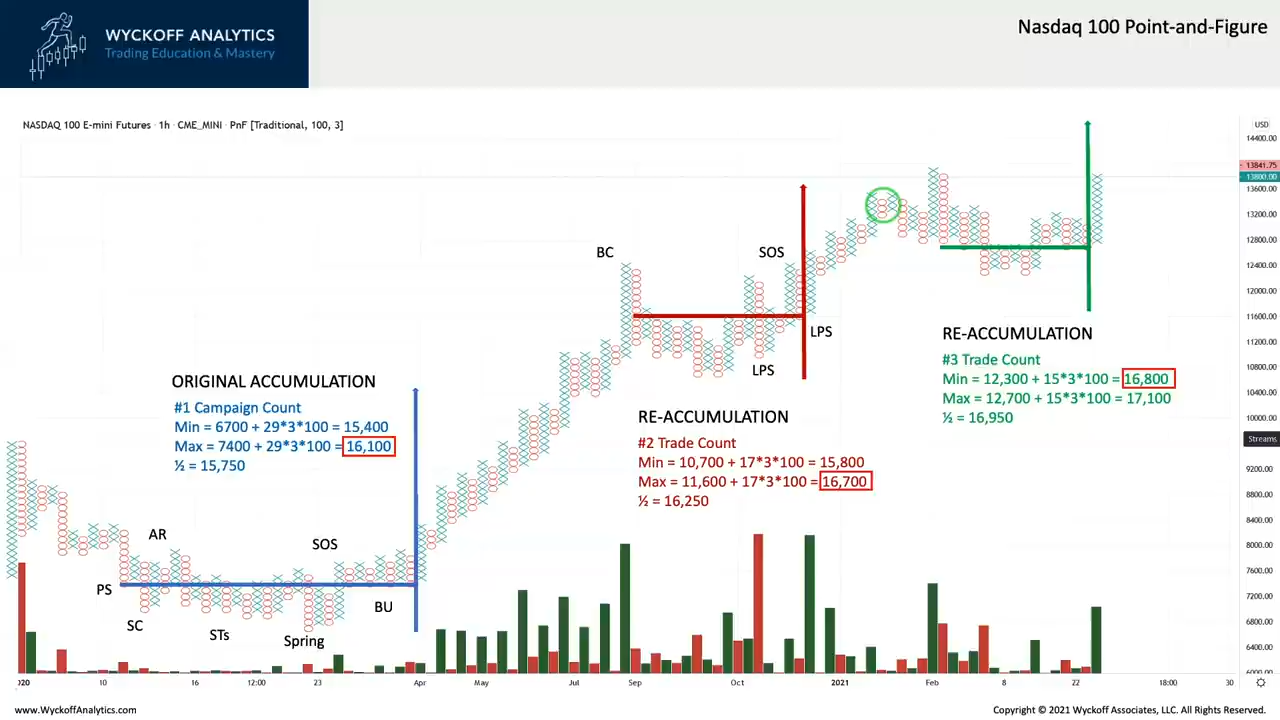 WYCKOFF ANALYTICS
Trading Education & Mastery
Nasdaq 100 Point-and-Figure
NASDAQ 100 E-mini Futures · 1h · CME_MINI · PnF [Traditional, 100, 3]
USD
14400.00
13841.75
13800.00
13600.00
13200.00
12800.00
12400.00
12000.00
11600.00
11200.00
10800.00
10400.00
10000.00
Streams
9200.00
8800.00
8400.00
8000.00
7600.00
7200.00
6800.00
6400.00
6000.00
BC
SOS
LPS
LPS
ORIGINAL ACCUMULATION
#1 Campaign Count
Min = 6700 + 29*3*100 = 15,400
Max = 7400 + 29*3*100 = 16,100
½ = 15,750
RE-ACCUMULATION
#2 Trade Count
Min = 10,700 + 17*3*100 = 15,800
Max = 11,600 + 17*3*100 = 16,700
½ = 16,250
RE-ACCUMULATION
#3 Trade Count
Min = 12,300 + 15*3*100 = 16,800
Max = 12,700 + 15*3*100 = 17,100
½ = 16,950
AR
SOS
PS
BU
SC
STs
Spring
2020 10 16 12:00 23 Apr May Jul Sep Oct 2021 Feb 8 22 18:00 30
www.WyckoffAnalytics.com
Copyright © 2021 Wyckoff Associates, LLC. All Rights Reserved.